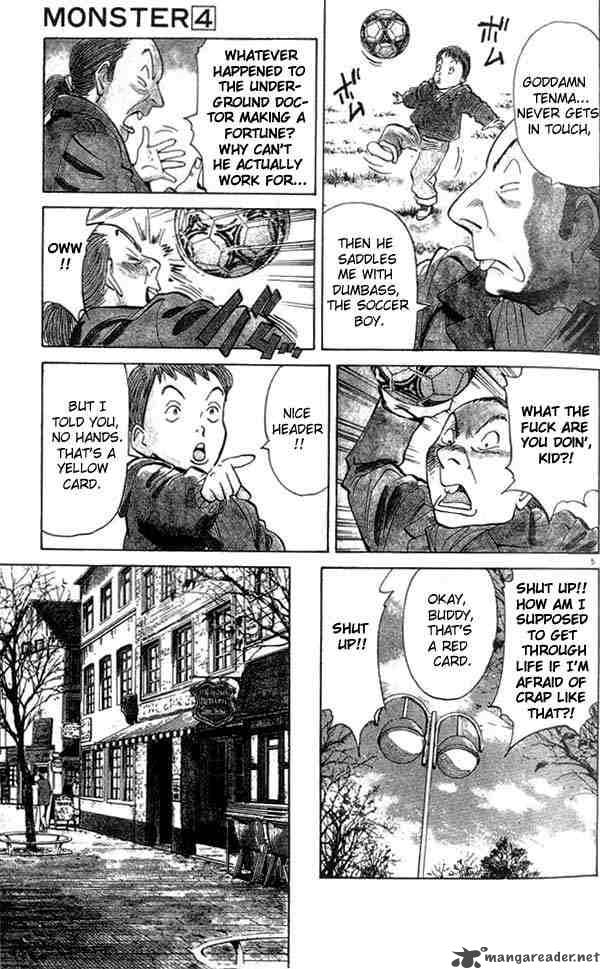 MONSTER 4
GODDAMN
TENMA...
NEVER GETS
IN TOUCH,
THEN HE
SADDLES
ME WITH
DUMBASS,
THE SOCCER
BOY.
WHATEVER
HAPPENED TO
THE UNDER-
GROUND DOC-
TOR MAKING A
FORTUNE?
WHY CAN'T
HE ACTUALLY
WORK FOR...
OWW
!!
WHAT THE
FUCK ARE
YOU DOIN',
KID?!
NICE
HEADER
!!
BUT I
TOLD YOU,
NO HANDS.
THAT'S A
YELLOW
CARD.
5
SHUT UP!!
HOW AM I
SUPPOSED
TO GET
THROUGH
LIFE IF I'M
AFRAID OF
CRAP LIKE
THAT?!
OKAY,
BUDDY,
THAT'S
A RED
CARD.
SHUT
UP!!
mangareader.net